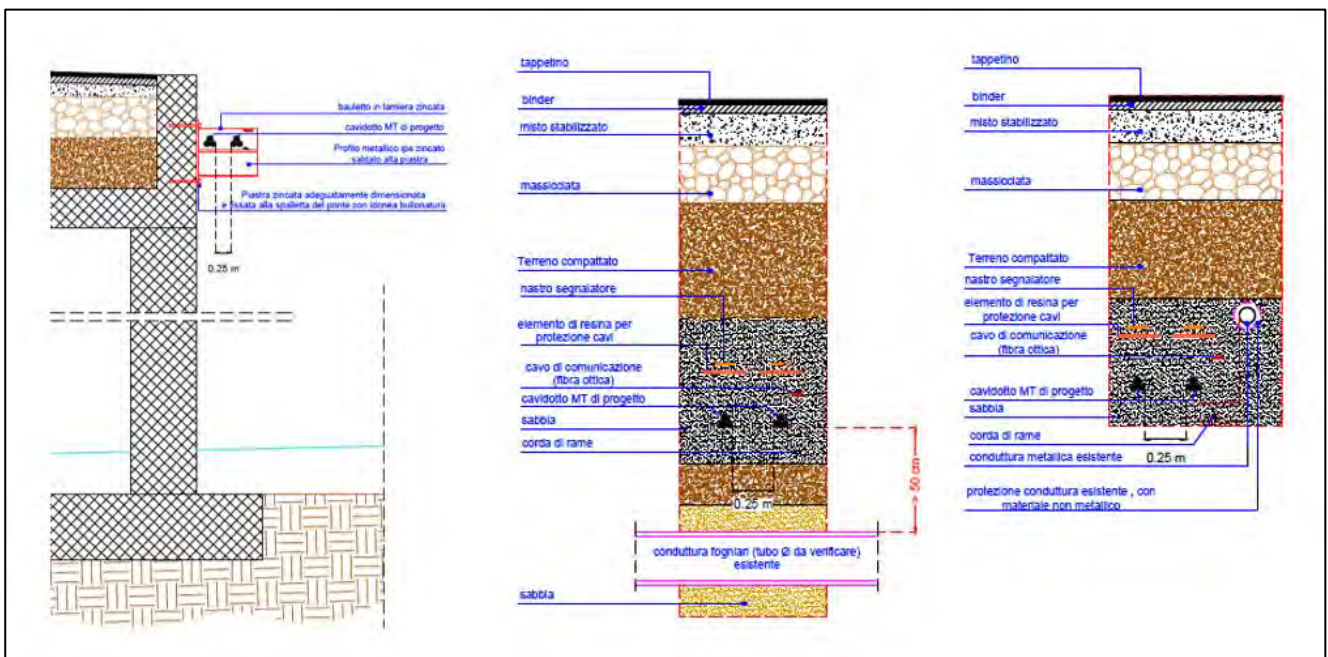 bauletto in lamiera zincata
cavidotto MT di progetto
Profilo metallico ipe zincato
saldato alla piastra
Piastra zincata adeguatamente dimensionata
e fissata alla spalletta del ponte con idonea bullonatura
0.25 m
tappetino
binder
misto stabilizzato
massicciata
Terreno compattato
nastro segnalatore
elemento di resina per
protezione cavi
cavo di comunicazione
(fibra ottica)
cavidotto MT di progetto
sabbia
corda di rame
0.25 m
> 50 cm
conduttura fogniari (tubo Ø da verificare)
esistente
sabbia
tappetino
binder
misto stabilizzato
massicciata
Terreno compattato
nastro segnalatore
elemento di resina per
protezione cavi
cavo di comunicazione
(fibra ottica)
cavidotto MT di progetto
sabbia
corda di rame
0.25 m
conduttura metallica esistente
protezione conduttura esistente , con
materiale non metallico